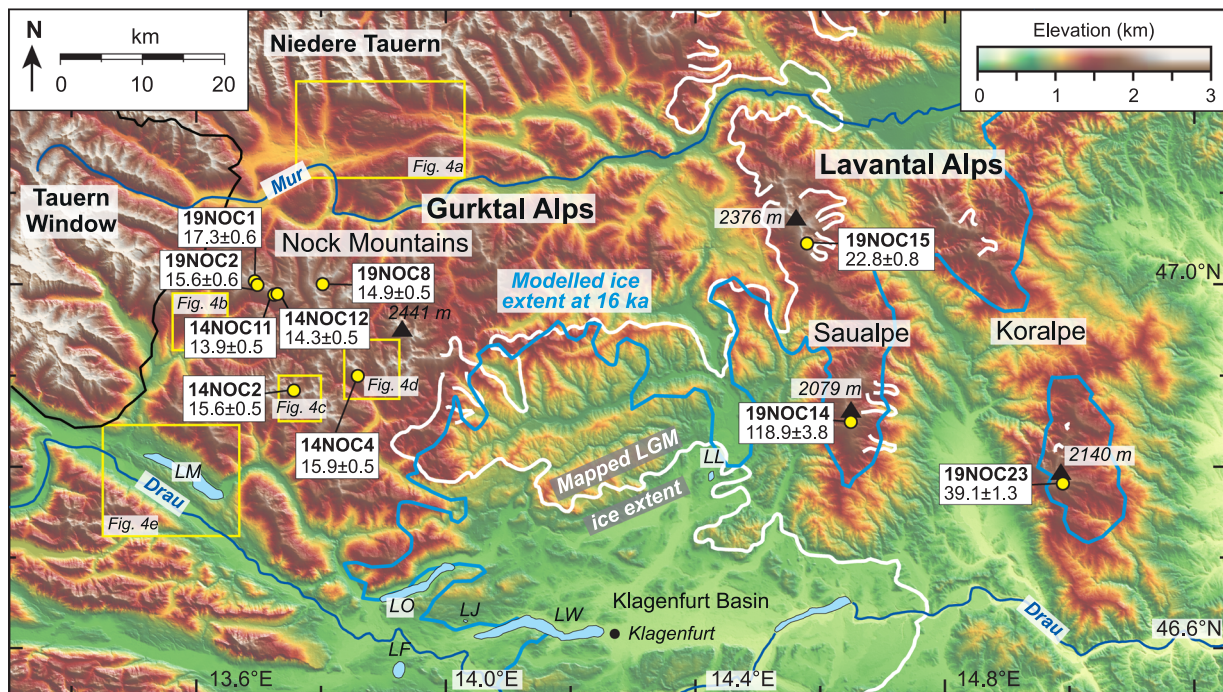 N
km
0 10 20
Niedere Tauern
Elevation (km)
0 1 2 3
Fig. 4a
Mur
Tauern
Window
Gurktal Alps
Lavantal Alps
19NOC1
17.3±0.6
Nock Mountains
2376 m
19NOC15
22.8±0.8
19NOC2
15.6±0.6
19NOC8
14.9±0.5
Modelled ice
extent at 16 ka
47.0°N
Fig. 4b
14NOC11
13.9±0.5
14NOC12
14.3±0.5
2441 m
Saualpe
Koralpe
14NOC2
15.6±0.5
Fig. 4c
Fig. 4d
2079 m
19NOC14
118.9±3.8
14NOC4
15.9±0.5
Mapped LGM
ice extent
LL
2140 m
19NOC23
39.1±1.3
LM
Drau
Fig. 4e
LO
LJ
LW
Klagenfurt Basin
Klagenfurt
LF
Drau
46.6°N
13.6°E
14.0°E
14.4°E
14.8°E